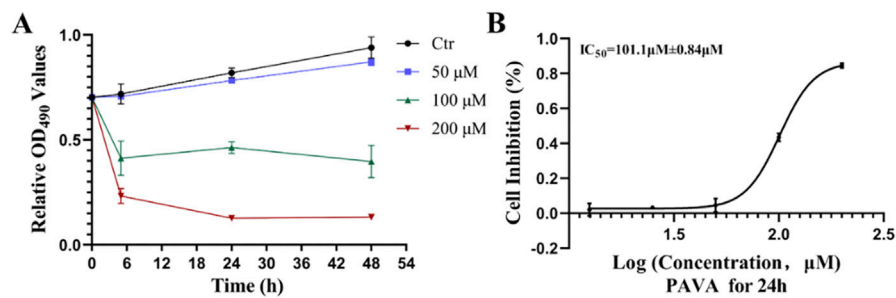 A
Relative OD490 Values
1.0
0.5
0.0
0 6 12 18 24 30 36 42 48 54
Time (h)
Ctr
50 μM
100 μM
200 μM
B
IC50=101.1μM±0.84μM
Cell Inhibition (%)
1.0
0.8
0.6
0.4
0.2
0.0
-0.2
1.5 2.0 2.5
Log (Concentration, μM)
PAVA for 24h